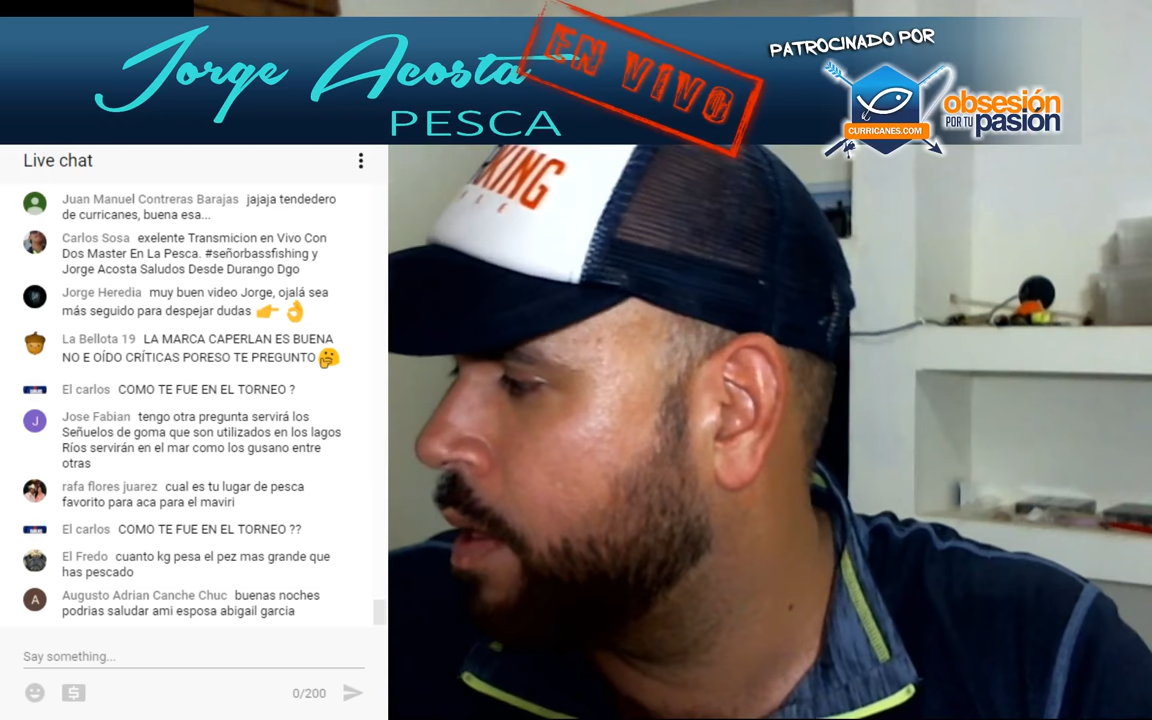 Jorge Acosta
PESCA
EN VIVO
PATROCINADO POR
CURRICANES.COM
obsesión
POR TU pasión
Live chat
Juan Manuel Contreras Barajas jajaja tendedero
de curricanes, buena esa...
Carlos Sosa exelente Transmicion en Vivo Con
Dos Master En La Pesca. #señorbassfishing y
Jorge Acosta Saludos Desde Durango Dgo
Jorge Heredia muy buen video Jorge, ojalá sea
más seguido para despejar dudas 👉 👌
La Bellota 19 LA MARCA CAPERLAN ES BUENA
NO E OÍDO CRÍTICAS PORESO TE PREGUNTO🤔
El carlos COMO TE FUE EN EL TORNEO ?
Jose Fabian tengo otra pregunta servirá los
Señuelos de goma que son utilizados en los lagos
Ríos servirán en el mar como los gusano entre
otras
rafa flores juarez cual es tu lugar de pesca
favorito para aca para el maviri
El carlos COMO TE FUE EN EL TORNEO ??
El Fredo cuanto kg pesa el pez mas grande que
has pescado
Augusto Adrian Canche Chuc buenas noches
podrias saludar ami esposa abigail garcia
Say something...
0/200
J
A